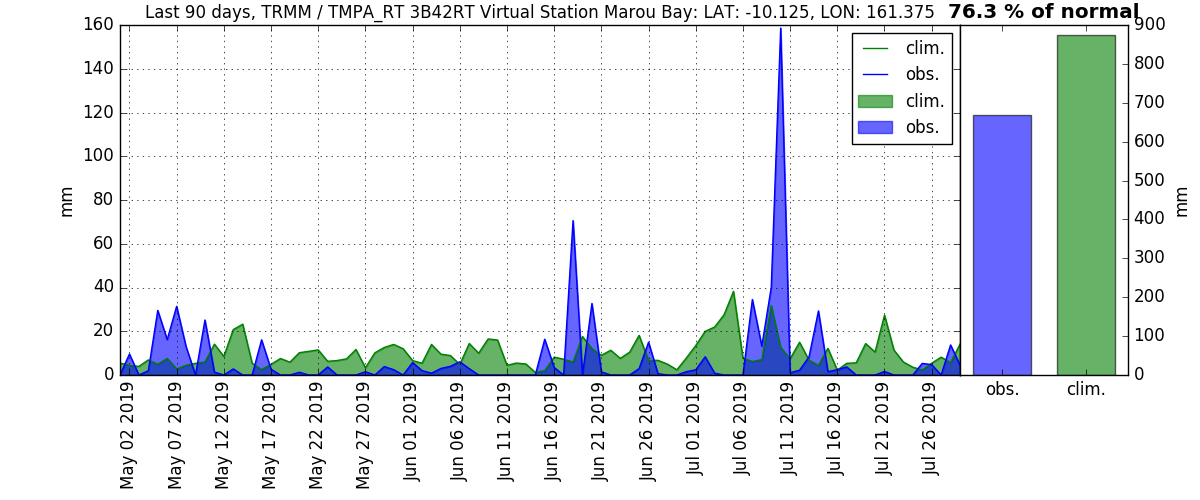 Last 90 days, TRMM / TMPA_RT 3B42RT Virtual Station Marou Bay: LAT: -10.125, LON: 161.375
76.3 % of normal
160
140
120
100
80
60
40
20
0
mm
clim.
obs.
clim.
obs.
900
800
700
600
500
400
300
200
100
0
mm
obs.
clim.
May 02 2019
May 07 2019
May 12 2019
May 17 2019
May 22 2019
May 27 2019
Jun 01 2019
Jun 06 2019
Jun 11 2019
Jun 16 2019
Jun 21 2019
Jun 26 2019
Jul 01 2019
Jul 06 2019
Jul 11 2019
Jul 16 2019
Jul 21 2019
Jul 26 2019